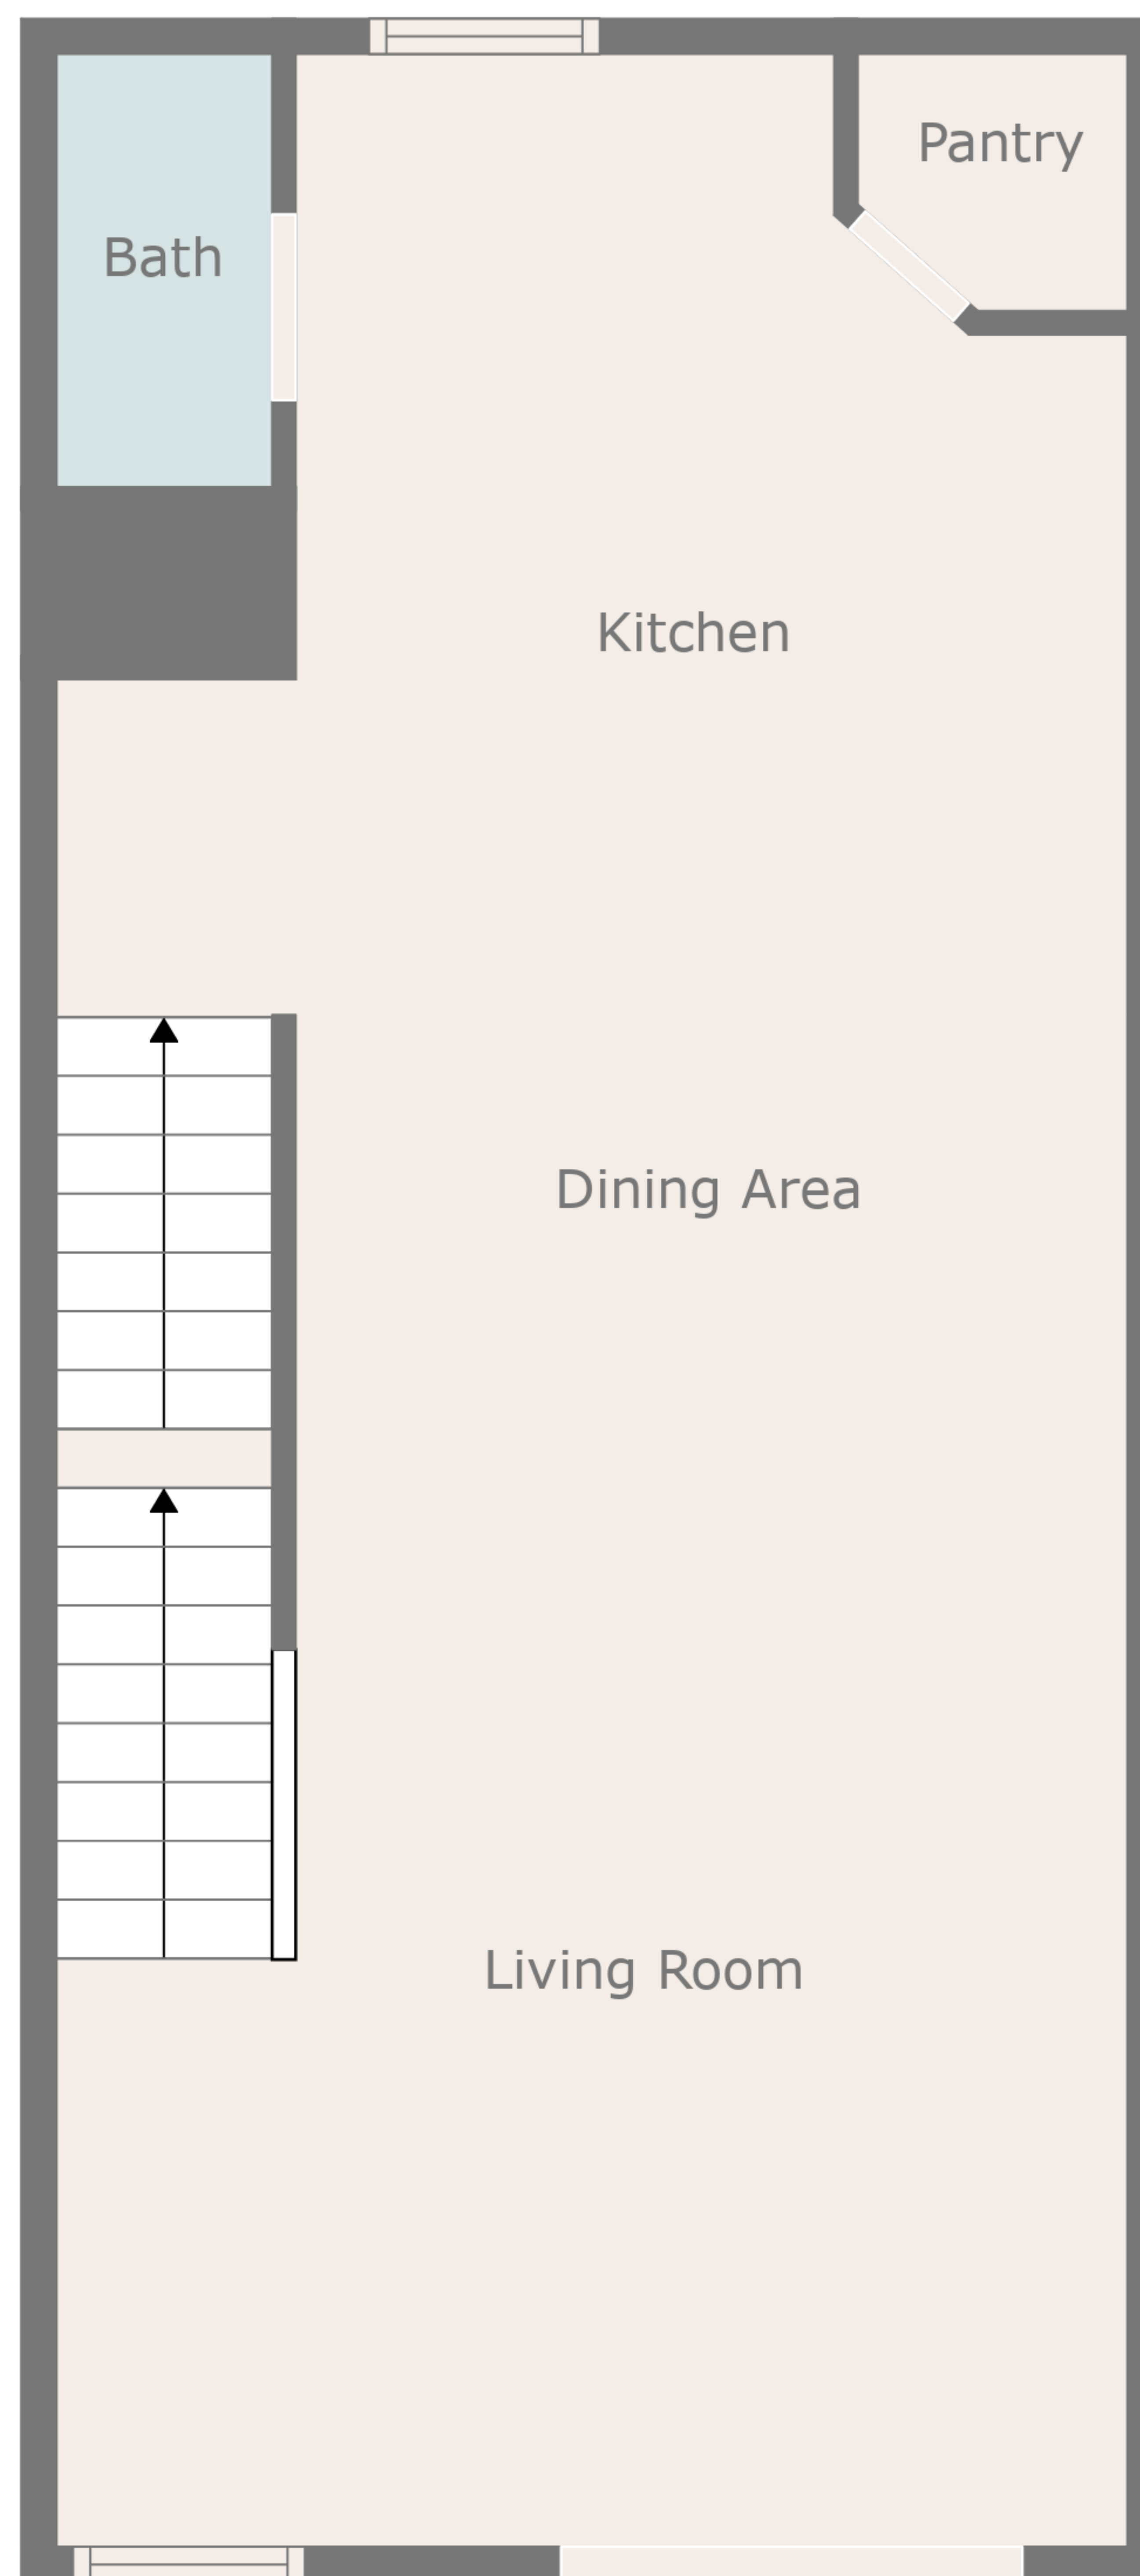 Pantry
Bath
Kitchen
Dining Area
Living Room